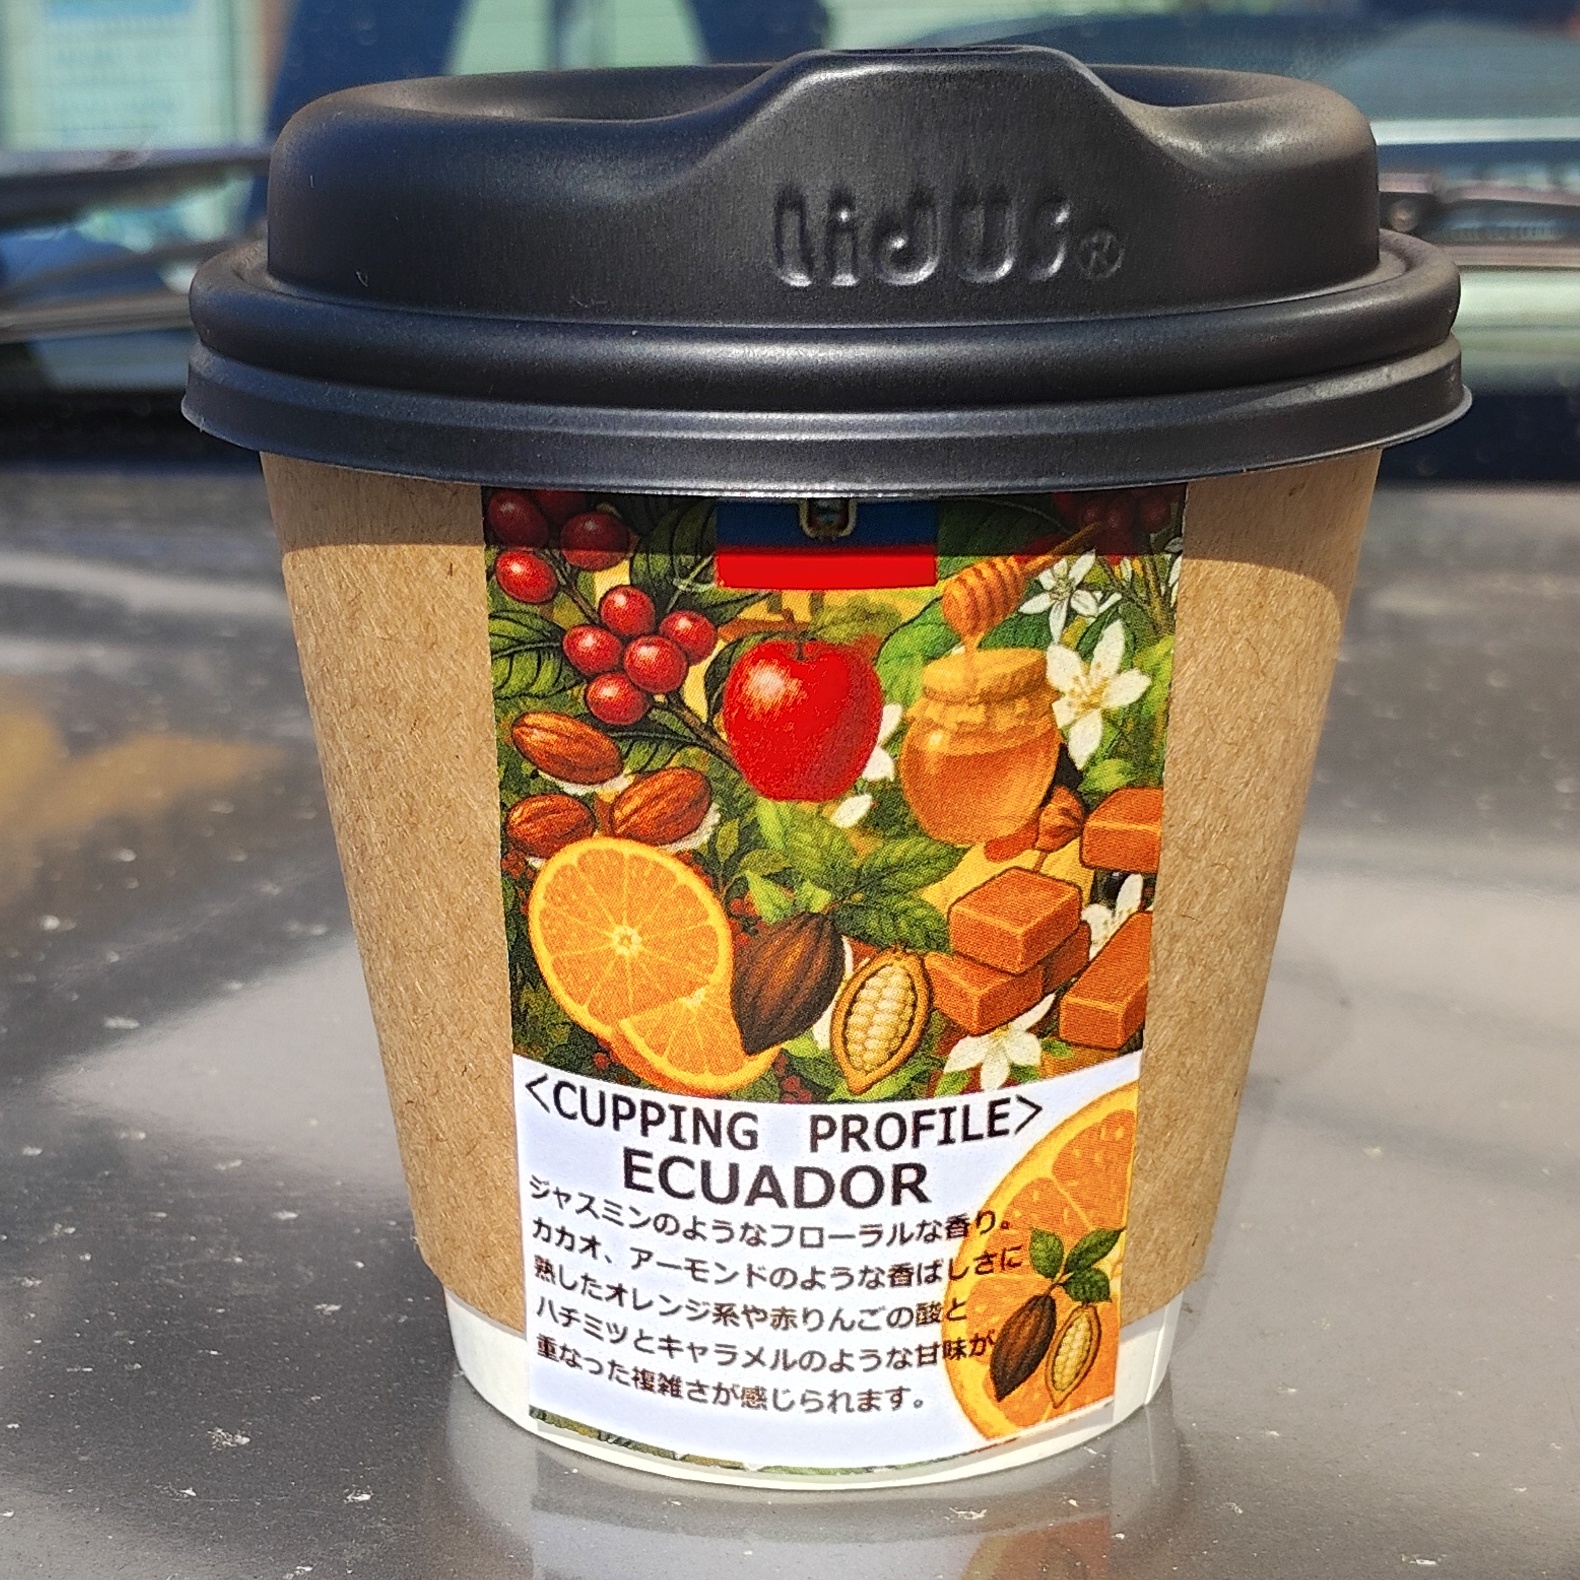 LiDUS®
<CUPPING PROFILE>
ECUADOR
ジャスミンのようなフローラルな香り。
カカオ、アーモンドのような香ばしさに
熟したオレンジ系や赤りんごの酸と
ハチミツとキャラメルのような甘味が
重なった複雑さが感じられます。